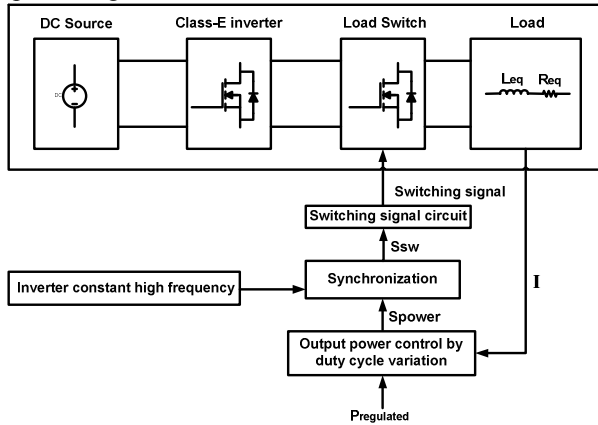 DC Source
Class-E inverter
Load Switch
Load
DC
Leq Req
Switching signal
Switching signal circuit
Ssw
Inverter constant high frequency
Synchronization
I
Spower
Output power control by
duty cycle variation
Pregulated